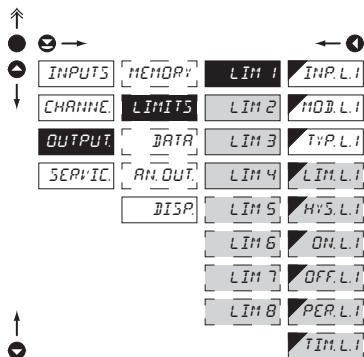 INPUTS MEMORY LIM 1 INP. L.1
CHANNE. LIMITS LIM 2 MOD. L.1
OUTPUT. DATA LIM 3 TYP. L.1
SERVIC. AN. OUT. LIM 4 LIM. L.1
DISP. LIM 5 HYS. L.1
LIM 6 ON. L.1
LIM 7 OFF. L.1
LIM 8 PER. L.1
TIM. L.1